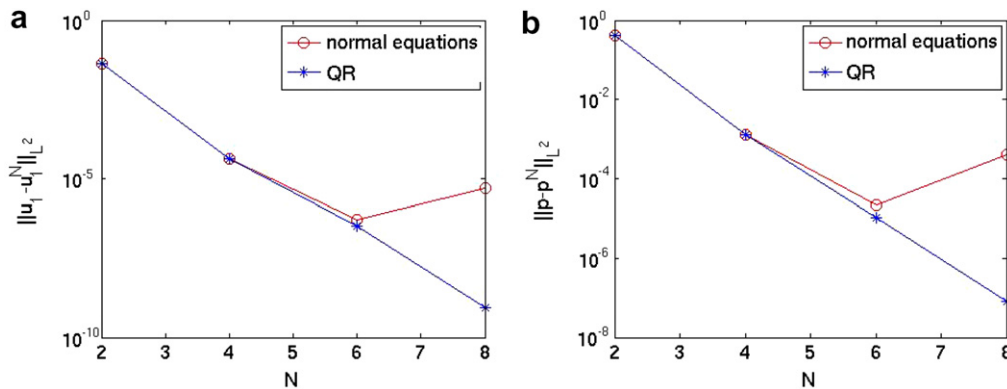 a
10^0
10^-5
10^-10
||u_1-u_1^N||_L^2
normal equations
QR
2 3 4 5 6 7 8
N
b
10^0
10^-2
10^-4
10^-6
10^-8
||p-p^N||_L^2
normal equations
QR
2 3 4 5 6 7 8
N